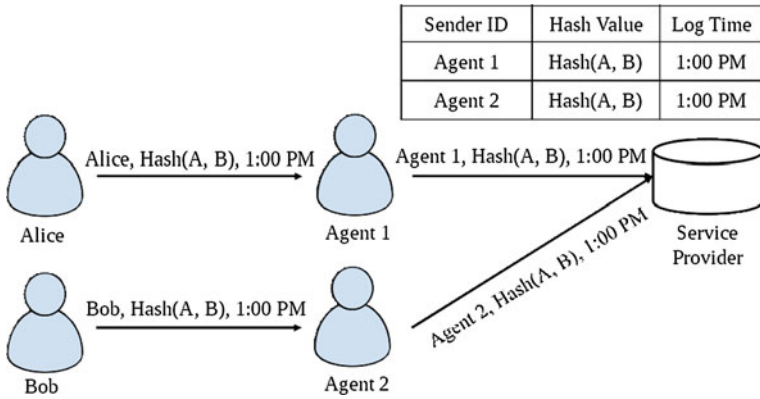 Sender ID Hash Value Log Time
Agent 1 Hash(A, B) 1:00 PM
Agent 2 Hash(A, B) 1:00 PM
Alice, Hash(A, B), 1:00 PM
Agent 1, Hash(A, B), 1:00 PM
Alice
Agent 1
Service
Provider
Agent 2, Hash(A, B), 1:00 PM
Bob, Hash(A, B), 1:00 PM
Bob
Agent 2